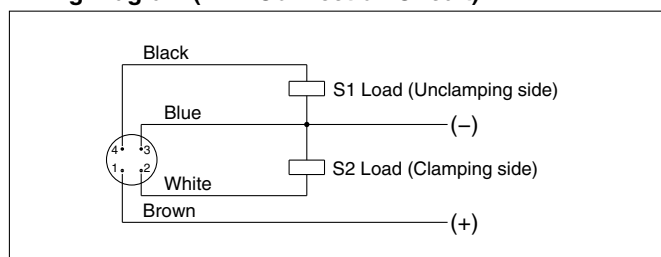 Black
S1 Load (Unclamping side)
Blue
(−)
4 3
1 2
S2 Load (Clamping side)
White
Brown
(+)